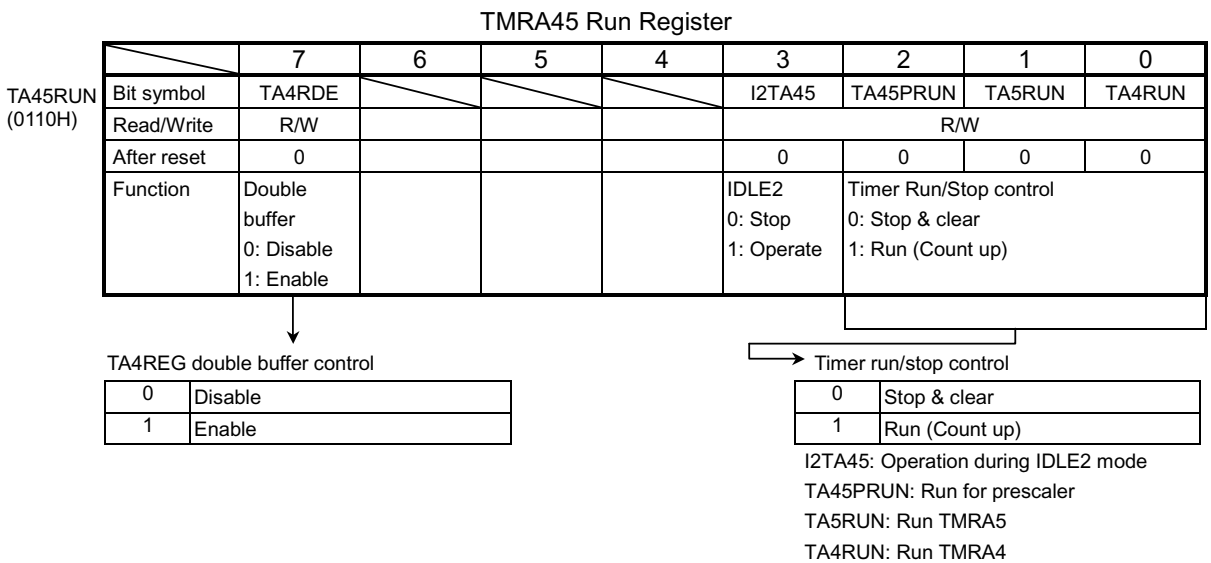 TMRA45 Run Register
7 6 5 4 3 2 1 0
TA45RUN
(0110H)
Bit symbol TA4RDE I2TA45 TA45PRUN TA5RUN TA4RUN
Read/Write R/W R/W
After reset 0 0 0 0 0
Function Double IDLE2 Timer Run/Stop control
buffer 0: Stop 0: Stop & clear
0: Disable 1: Operate 1: Run (Count up)
1: Enable
TA4REG double buffer control
0 Disable
1 Enable
Timer run/stop control
0 Stop & clear
1 Run (Count up)
I2TA45: Operation during IDLE2 mode
TA45PRUN: Run for prescaler
TA5RUN: Run TMRA5
TA4RUN: Run TMRA4